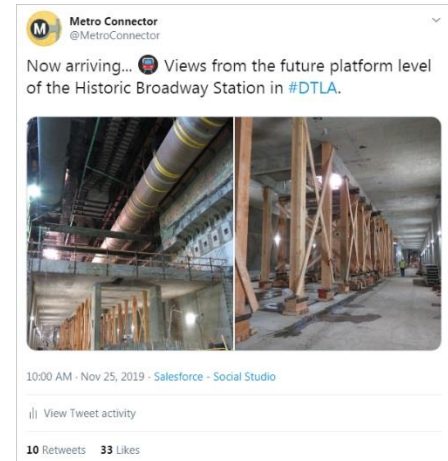 M
Metro Connector
@MetroConnector
Now arriving... 🚇 Views from the future platform level
of the Historic Broadway Station in #DTLA.
10:00 AM · Nov 25, 2019 · Salesforce - Social Studio
View Tweet activity
10 Retweets 33 Likes